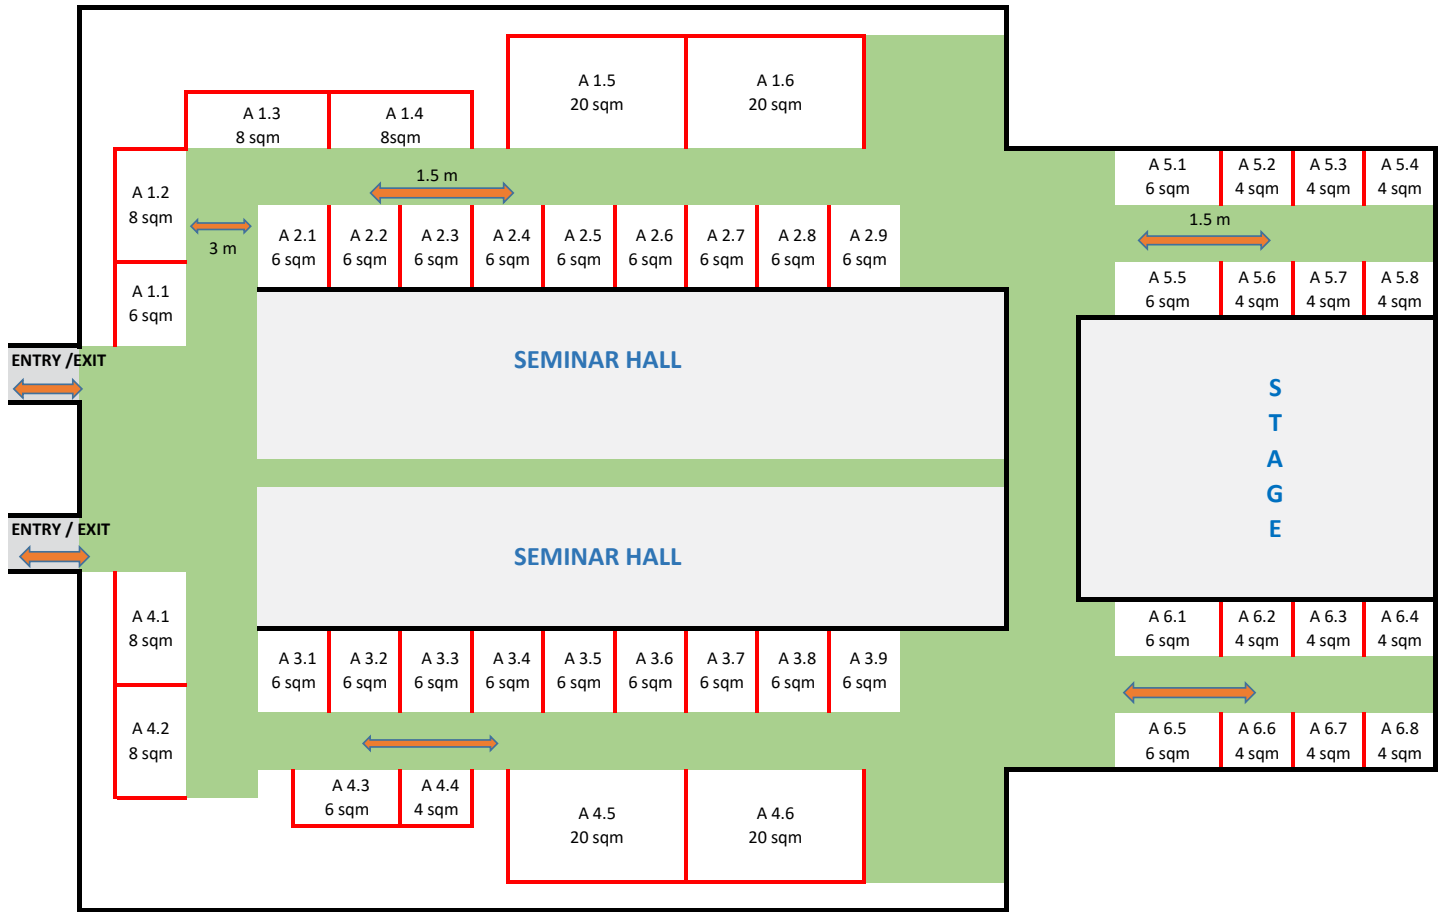 A 1.5
20 sqm
A 1.6
20 sqm
A 1.3
8 sqm
A 1.4
8sqm
A 1.2
8 sqm
A 1.1
6 sqm
1.5 m
3 m
A 2.1
6 sqm
A 2.2
6 sqm
A 2.3
6 sqm
A 2.4
6 sqm
A 2.5
6 sqm
A 2.6
6 sqm
A 2.7
6 sqm
A 2.8
6 sqm
A 2.9
6 sqm
A 5.1
6 sqm
A 5.2
4 sqm
A 5.3
4 sqm
A 5.4
4 sqm
1.5 m
A 5.5
6 sqm
A 5.6
4 sqm
A 5.7
4 sqm
A 5.8
4 sqm
ENTRY /EXIT
SEMINAR HALL
S
T
A
G
E
ENTRY / EXIT
SEMINAR HALL
A 4.1
8 sqm
A 4.2
8 sqm
A 3.1
6 sqm
A 3.2
6 sqm
A 3.3
6 sqm
A 3.4
6 sqm
A 3.5
6 sqm
A 3.6
6 sqm
A 3.7
6 sqm
A 3.8
6 sqm
A 3.9
6 sqm
A 6.1
6 sqm
A 6.2
4 sqm
A 6.3
4 sqm
A 6.4
4 sqm
A 6.5
6 sqm
A 6.6
4 sqm
A 6.7
4 sqm
A 6.8
4 sqm
A 4.3
6 sqm
A 4.4
4 sqm
A 4.5
20 sqm
A 4.6
20 sqm